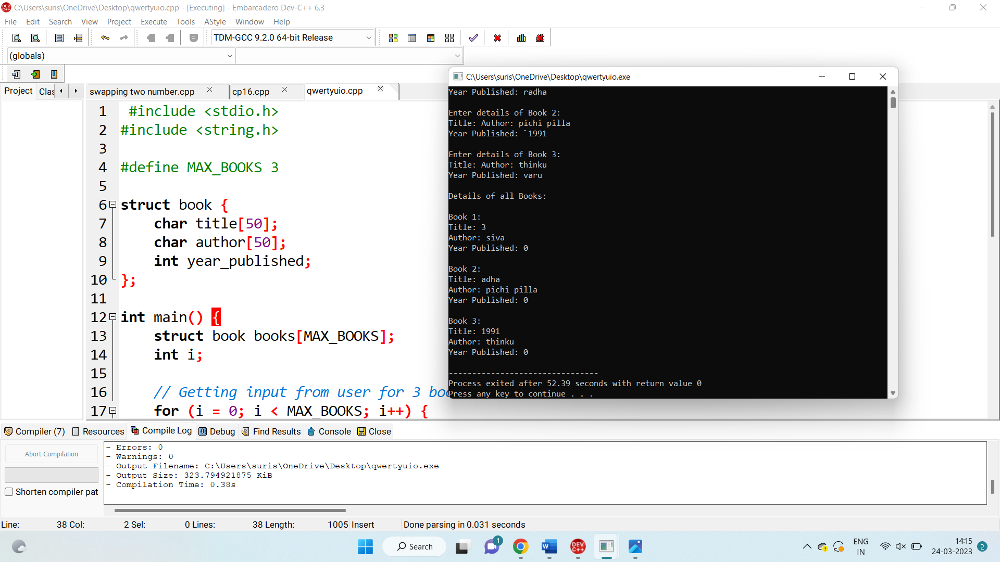 C:\Users\suris\OneDrive\Desktop\qwertyuio.cpp - [Executing] - Embarcadero Dev-C++ 6.3
File Edit Search View Project Execute Tools AStyle Window Help
TDM-GCC 9.2.0 64-bit Release
(globals)
Project Clas
swapping two number.cpp cp16.cpp qwertyuio.cpp
1 #include <stdio.h>
2 #include <string.h>
3
4 #define MAX_BOOKS 3
5
6 struct book {
7 char title[50];
8 char author[50];
9 int year_published;
10 };
11
12 int main() {
13 struct book books[MAX_BOOKS];
14 int i;
15
16 // Getting input from user for 3 boo
17 for (i = 0; i < MAX_BOOKS; i++) {
C:\Users\suris\OneDrive\Desktop\qwertyuio.exe
Year Published: radha
Enter details of Book 2:
Title: Author: pichi pilla
Year Published: `1991
Enter details of Book 3:
Title: Author: thinku
Year Published: varu
Details of all Books:
Book 1:
Title: 3
Author: siva
Year Published: 0
Book 2:
Title: adha
Author: pichi pilla
Year Published: 0
Book 3:
Title: 1991
Author: thinku
Year Published: 0
--------------------------------
Process exited after 52.39 seconds with return value 0
Press any key to continue . . .
Compiler (7) Resources Compile Log Debug Find Results Console Close
Abort Compilation
Shorten compiler pat
- Errors: 0
- Warnings: 0
- Output Filename: C:\Users\suris\OneDrive\Desktop\qwertyuio.exe
- Output Size: 323.794921875 KiB
- Compilation Time: 0.38s
Line: 38 Col: 2 Sel: 0 Lines: 38 Length: 1005 Insert Done parsing in 0.031 seconds
Search
1
W
DEV C++
ENG
IN
14:15
24-03-2023
2